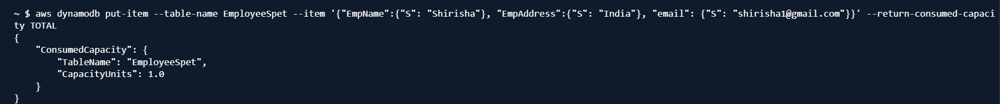 ~ $ aws dynamodb put-item --table-name EmployeeSpet --item '{"EmpName":{"S": "Shirisha"}, "EmpAddress":{"S": "India"}, "email": {"S": "shirisha1@gmail.com"}}' --return-consumed-capaci
ty TOTAL
{
    "ConsumedCapacity": {
        "TableName": "EmployeeSpet",
        "CapacityUnits": 1.0
    }
}